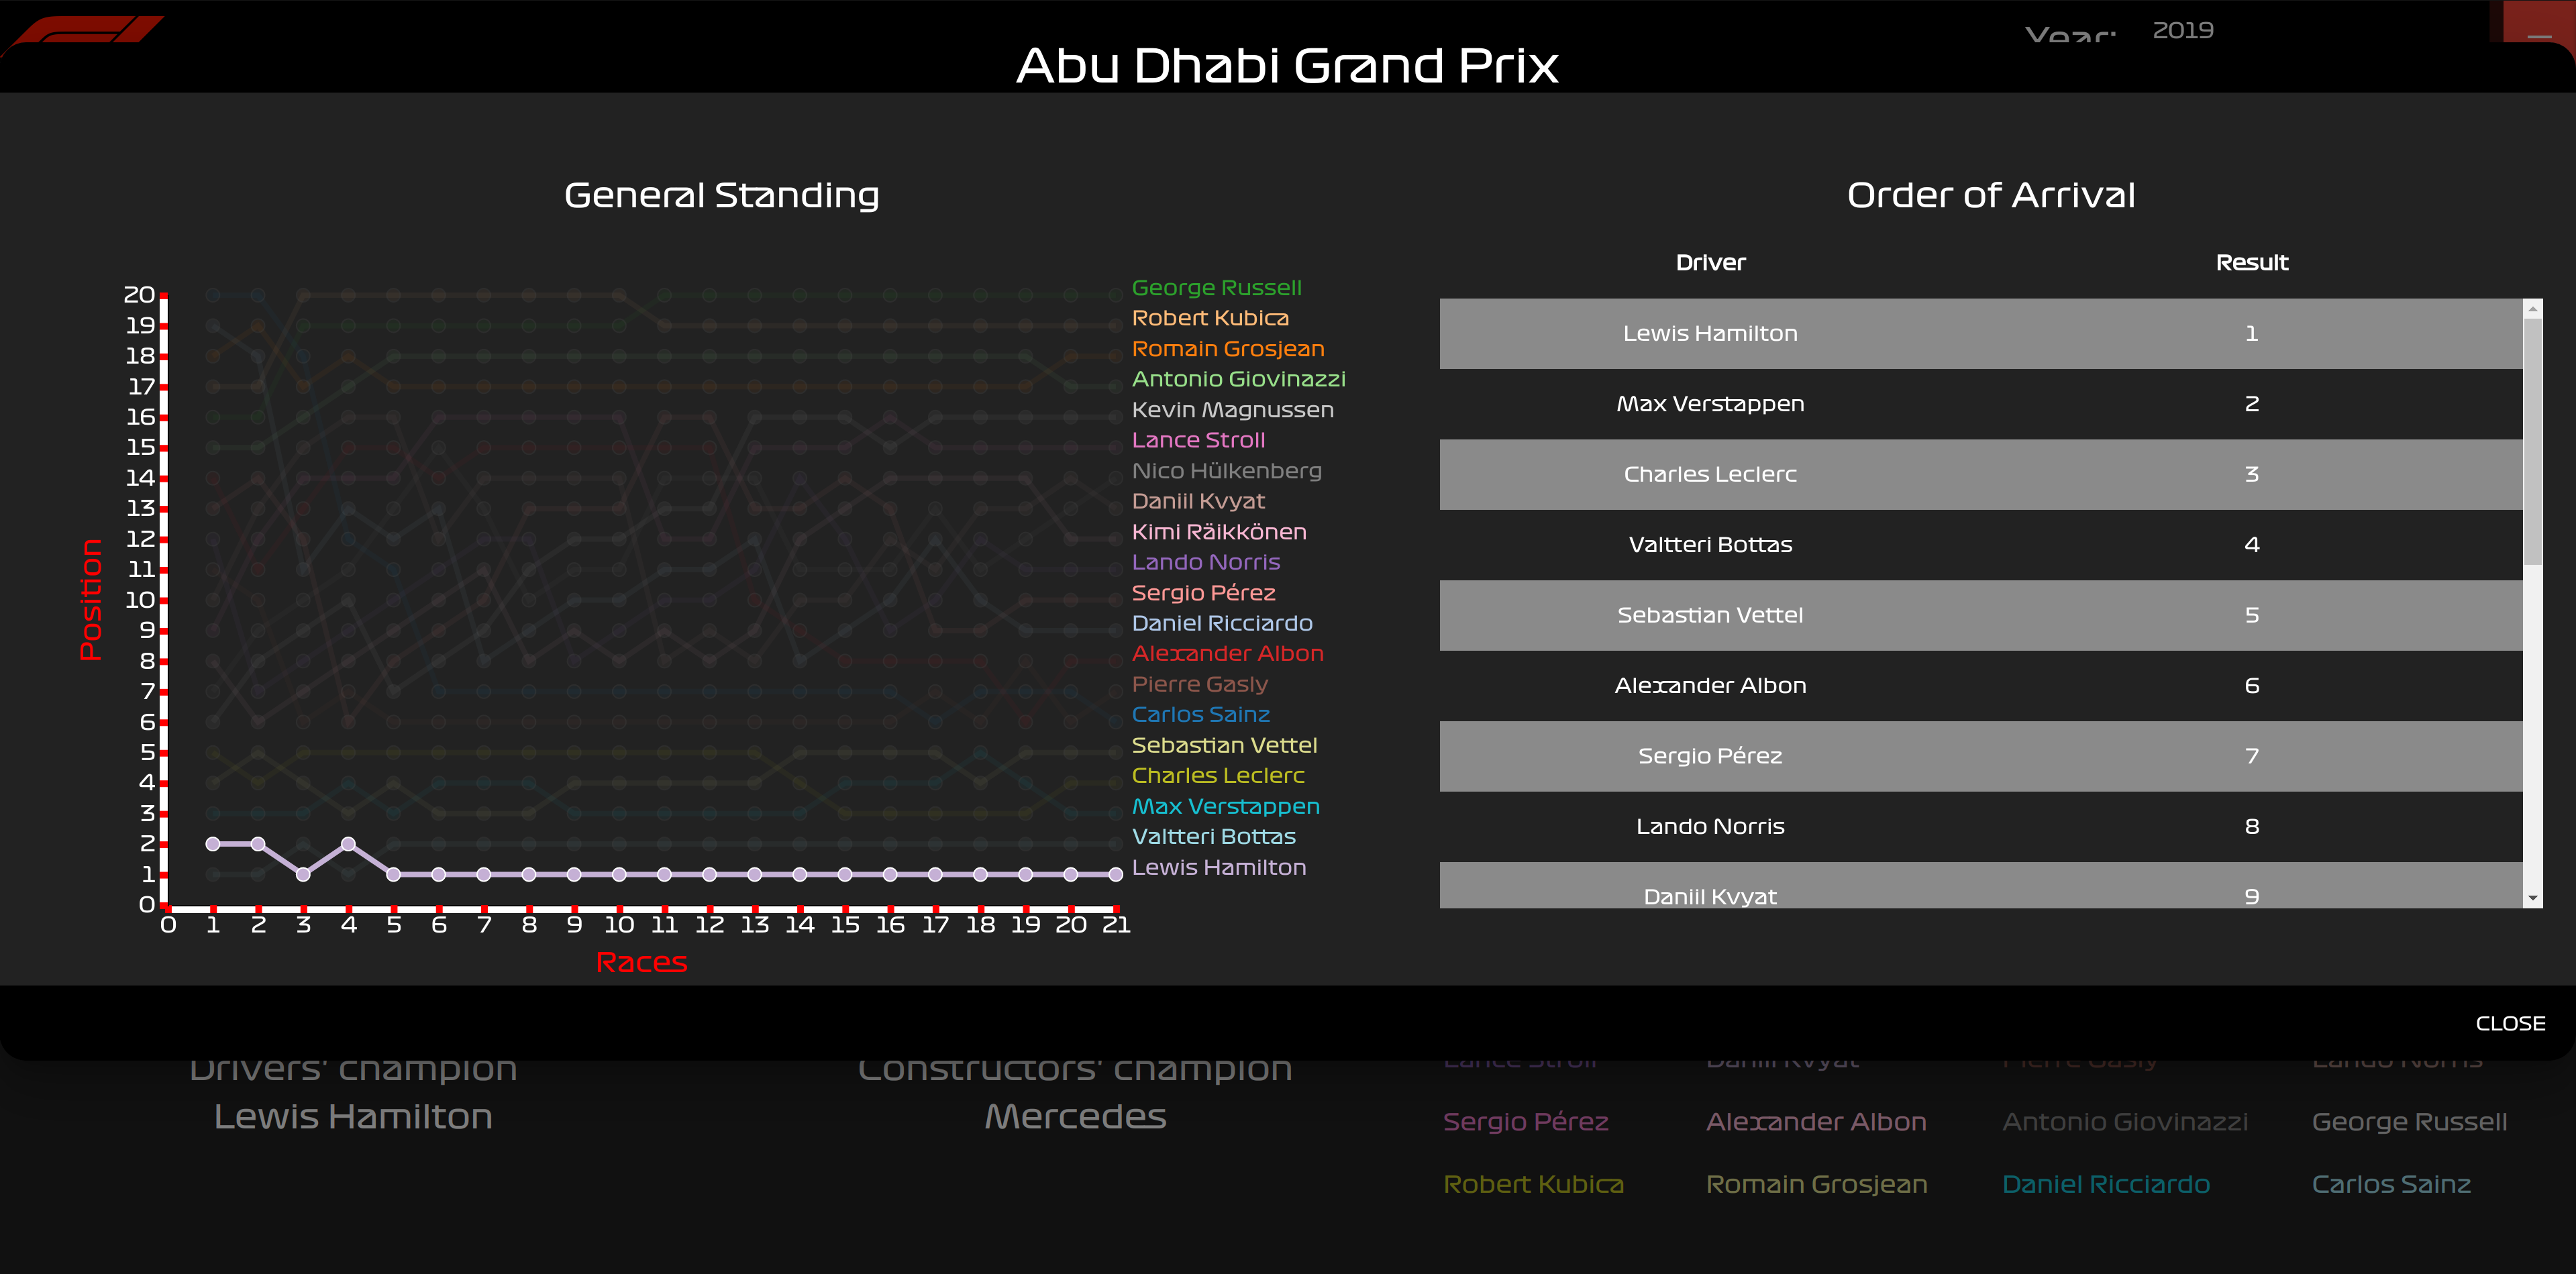 Year: 2019
Abu Dhabi Grand Prix
General Standing
Order of Arrival
Driver Result
20
19
18
17
16
15
14
13
12
11
10
9
8
7
6
5
4
3
2
1
0
Position
0 1 2 3 4 5 6 7 8 9 10 11 12 13 14 15 16 17 18 19 20 21
Races
George Russell
Robert Kubica
Romain Grosjean
Antonio Giovinazzi
Kevin Magnussen
Lance Stroll
Nico Hülkenberg
Daniil Kvyat
Kimi Räikkönen
Lando Norris
Sergio Pérez
Daniel Ricciardo
Alexander Albon
Pierre Gasly
Carlos Sainz
Sebastian Vettel
Charles Leclerc
Max Verstappen
Valtteri Bottas
Lewis Hamilton
Lewis Hamilton 1
Max Verstappen 2
Charles Leclerc 3
Valtteri Bottas 4
Sebastian Vettel 5
Alexander Albon 6
Sergio Pérez 7
Lando Norris 8
Daniil Kvyat 9
CLOSE
Drivers' champion
Lewis Hamilton
Constructors' champion
Mercedes
Lance Stroll Daniil Kvyat Pierre Gasly Lando Norris
Sergio Pérez Alexander Albon Antonio Giovinazzi George Russell
Robert Kubica Romain Grosjean Daniel Ricciardo Carlos Sainz